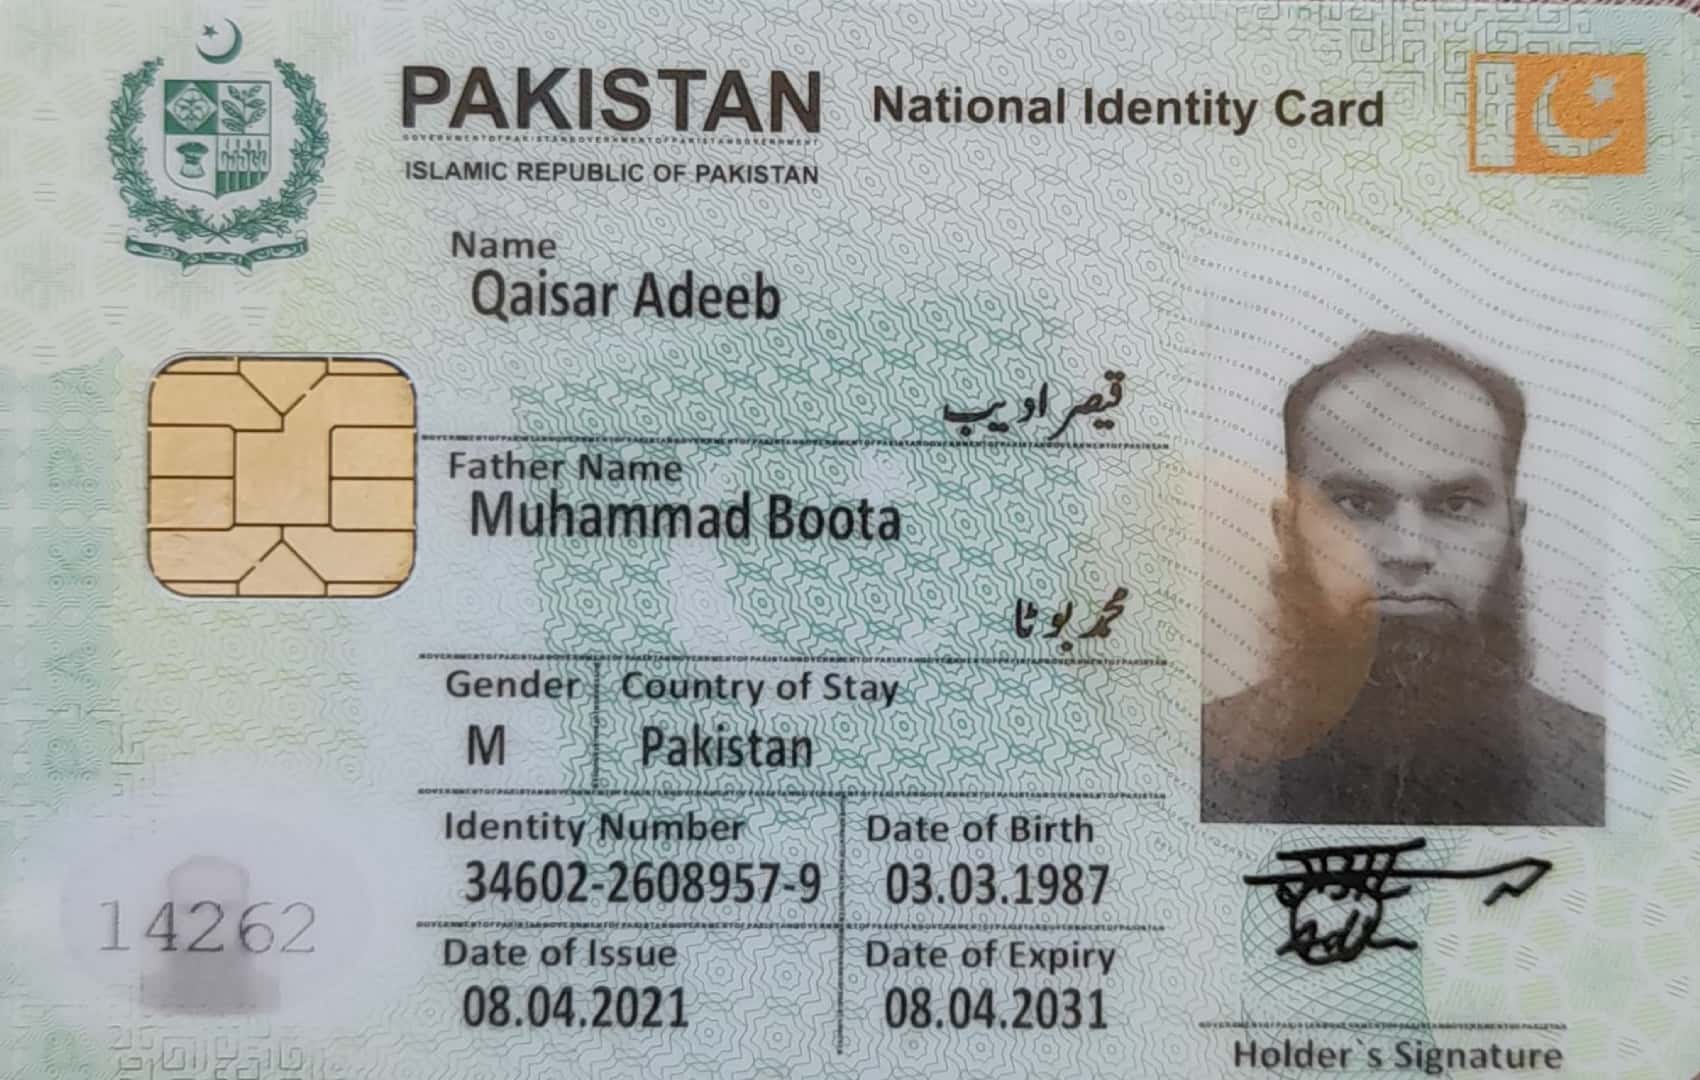 PAKISTAN National Identity Card
ISLAMIC REPUBLIC OF PAKISTAN
Name
Qaisar Adeeb
قیصر ادیب
Father Name
Muhammad Boota
محمد بوٹا
Gender Country of Stay
M Pakistan
Identity Number Date of Birth
34602-2608957-9 03.03.1987
14262
Date of Issue Date of Expiry
08.04.2021 08.04.2031
Holder`s Signature